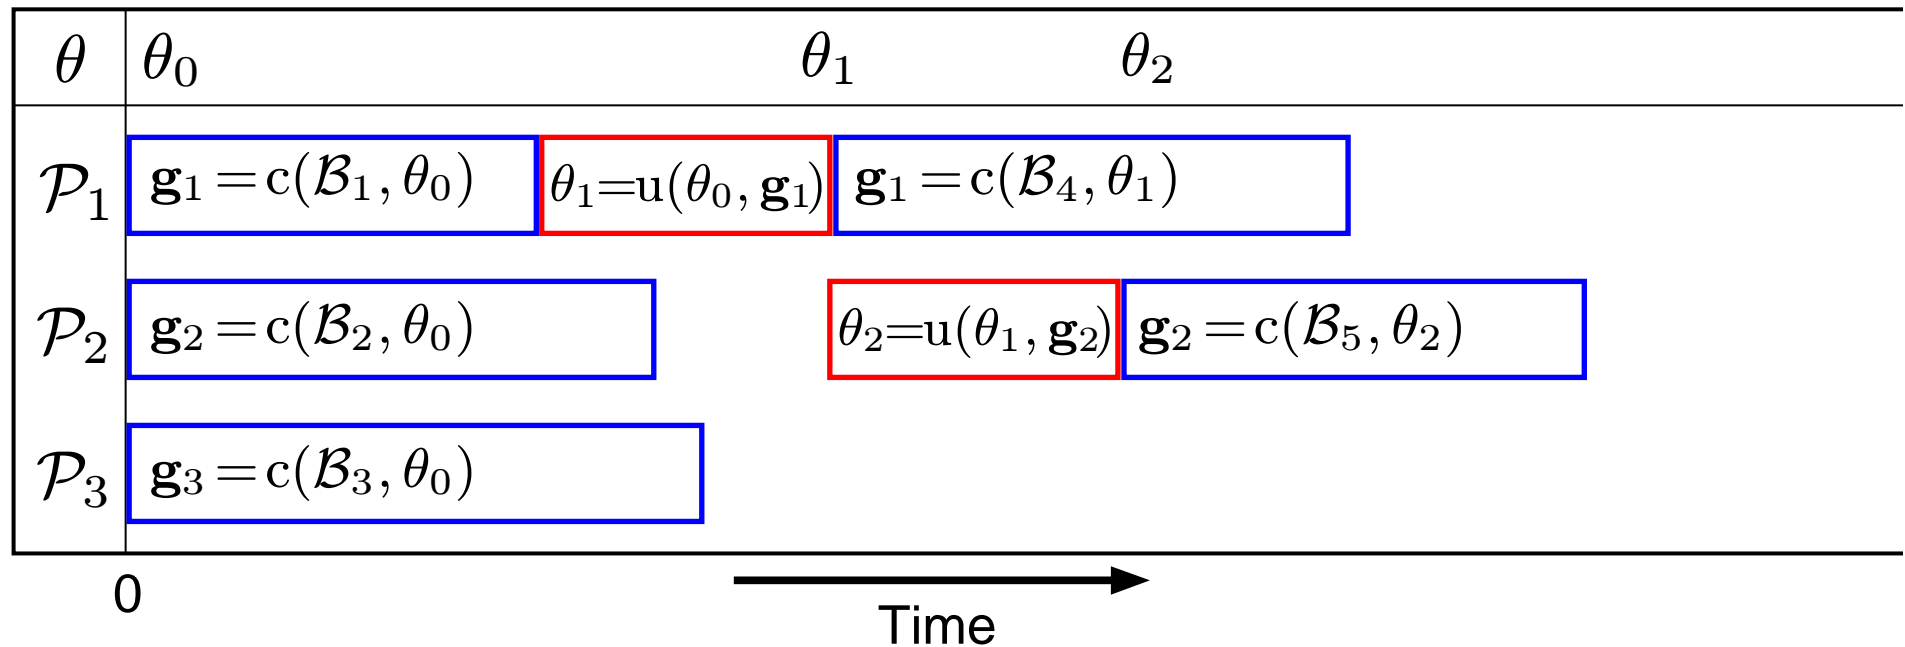 θ θ₀ θ₁ θ₂
𝒫₁ 𝐠₁ = c(ℬ₁, θ₀) θ₁=u(θ₀, 𝐠₁) 𝐠₁ = c(ℬ₄, θ₁)
𝒫₂ 𝐠₂ = c(ℬ₂, θ₀) θ₂=u(θ₁, 𝐠₂) 𝐠₂ = c(ℬ₅, θ₂)
𝒫₃ 𝐠₃ = c(ℬ₃, θ₀)
0
Time